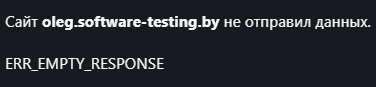 Сайт oleg.software-testing.by не отправил данных.
ERR_EMPTY_RESPONSE